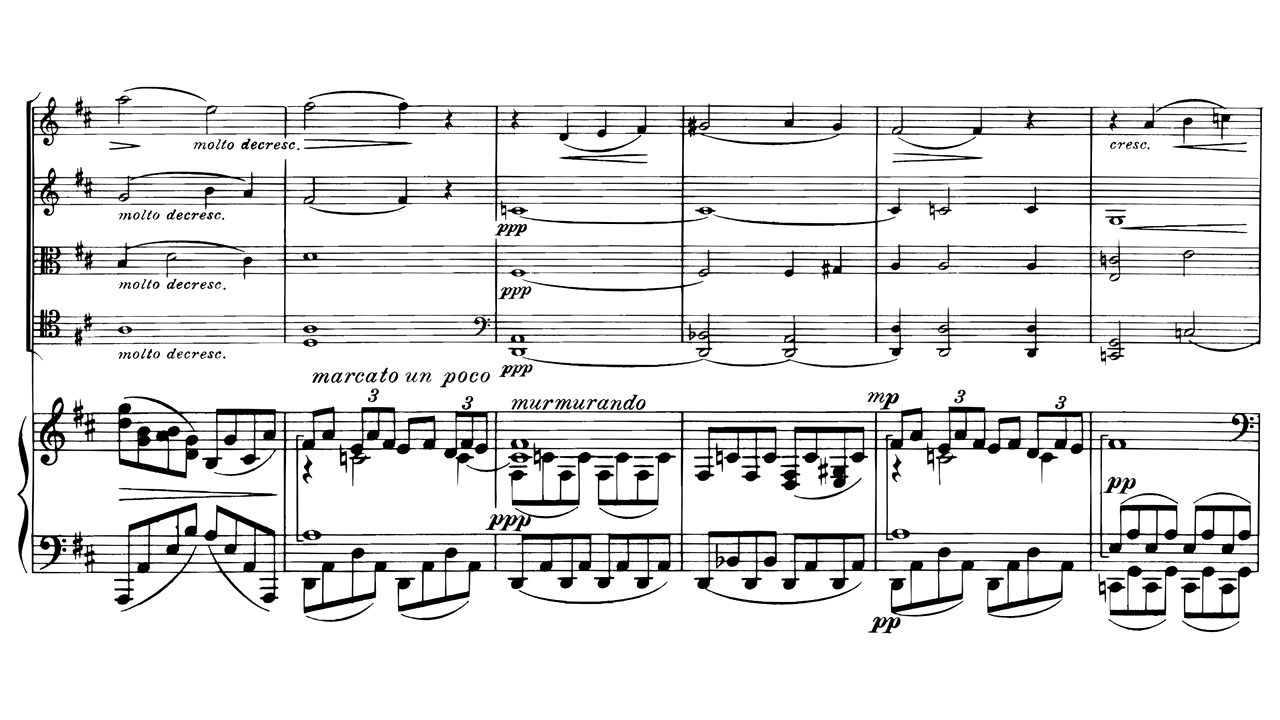 molto decresc.
molto decresc.
ppp
cresc.
molto decresc.
ppp
molto decresc.
ppp
marcato un poco
3 3
murmurando
mp
3 3
ppp
pp
pp